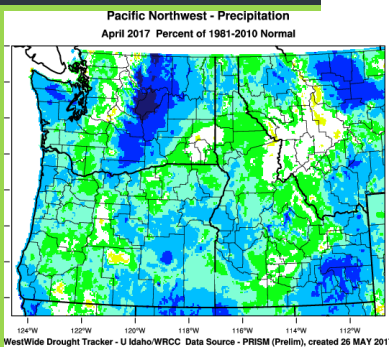 Pacific Northwest - Precipitation
April 2017 Percent of 1981-2010 Normal
124°W 122°W 120°W 118°W 116°W 114°W 112°W
WestWide Drought Tracker - U Idaho/WRCC Data Source - PRISM (Prelim), created 26 MAY 201